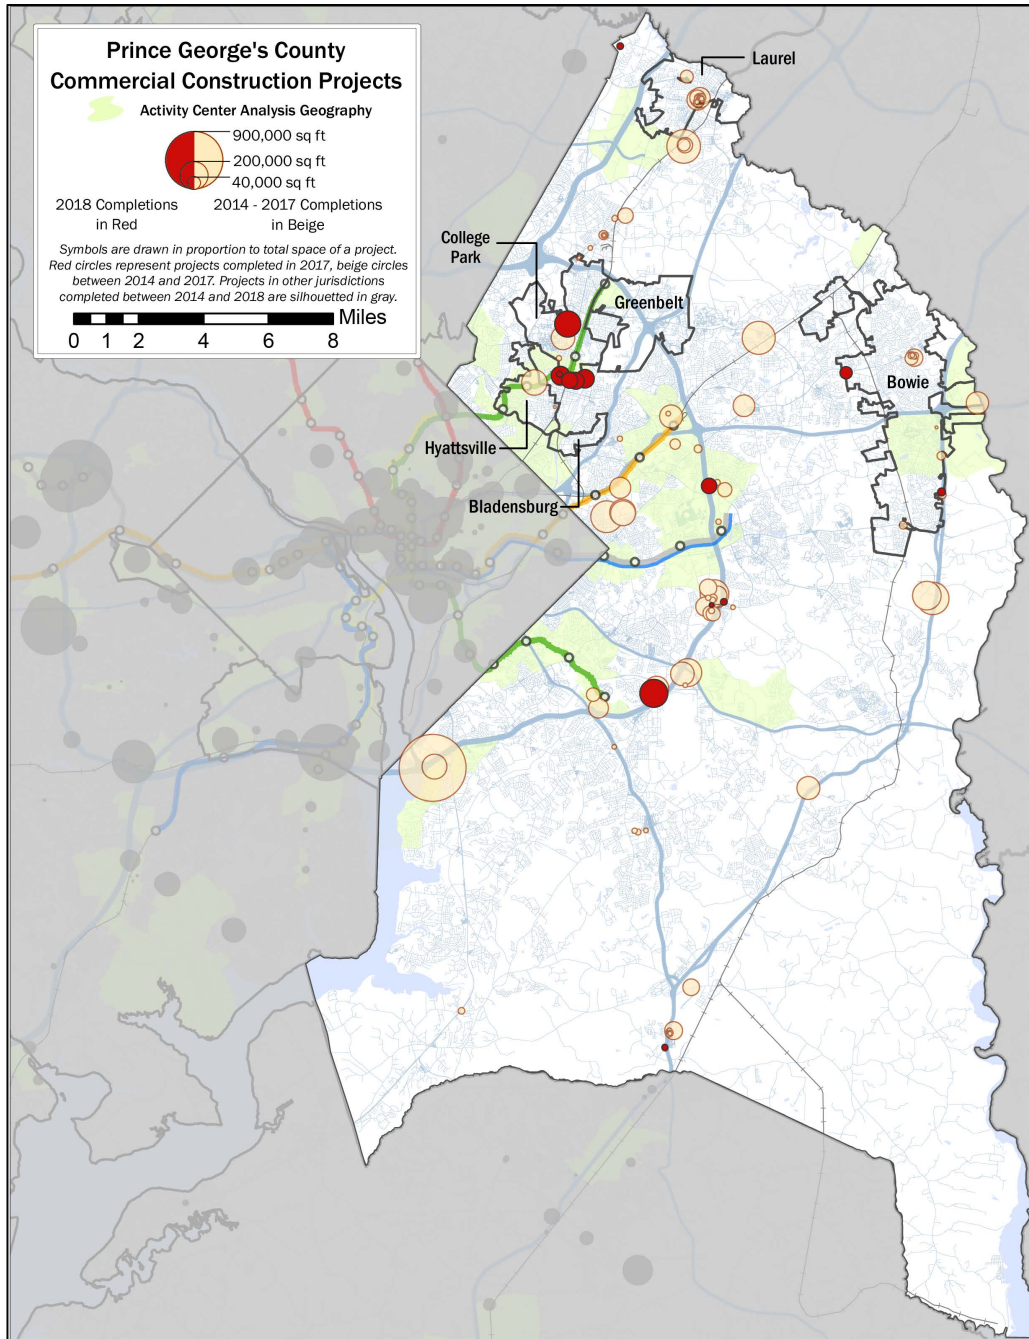 Prince George's County
Commercial Construction Projects
Activity Center Analysis Geography
900,000 sq ft
200,000 sq ft
40,000 sq ft
2018 Completions
in Red
2014 - 2017 Completions
in Beige
Symbols are drawn in proportion to total space of a project.
Red circles represent projects completed in 2017, beige circles
between 2014 and 2017. Projects in other jurisdictions
completed between 2014 and 2018 are silhouetted in gray.
Miles
0 1 2 4 6 8
Laurel
College
Park
Greenbelt
Bowie
Hyattsville
Bladensburg